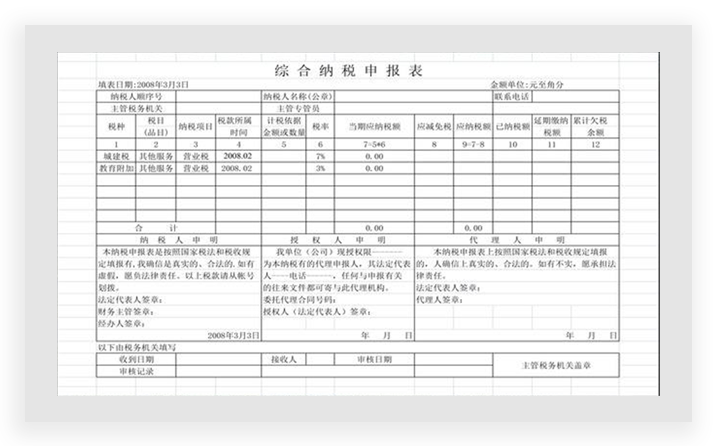 综合纳税申报表
填表日期:2008年3月3日 金额单位:元至角分
纳税人顺序号 纳税人名称(公章) 联系电话
主管税务机关 主管专管员
税种 税目(品目) 纳税项目 税款所属时间 计税依据金额或数量 税率 当期应纳税额 应减免税 应纳税额 已纳税额 延期缴纳税额 累计欠税金额
1 2 3 4 5 6 7=5*6 8 9=7-8 10 11 12
城建税 其他服务 营业税 2008.02 7% 0.00
教育附加 其他服务 营业税 2008.02 3% 0.00
合计 0.00 0.00
纳税人申明 授权人申明 代理人申明
本纳税申报表是按照国家税法和税收规 我单位（公司）现授权---------- 本纳税申报表上按照国家税法和税收规定填报
定填报有,我确信是真实的、合法的.如有 为本纳税有的代理申报人，其法定代表 的，人确信上真实的、合法的。如有不实，愿承担法
虚假，愿负法律责任。以上税款请从帐号 人----电话------，任何与申报有关 律责任。
划拨。 的往来文件都可寄与此代理机构。 法定代表人签章:
法定代表人签章: 委托代理合同号码: 代理人签章:
财务主管签章: 授权人（法定代表人）签章:
经办人签章:
2008年3月3日 年 月 日 年 月 日
以下由税务机关填写
收到日期 接收人 审核日期 主管税务机关盖章
审核记录